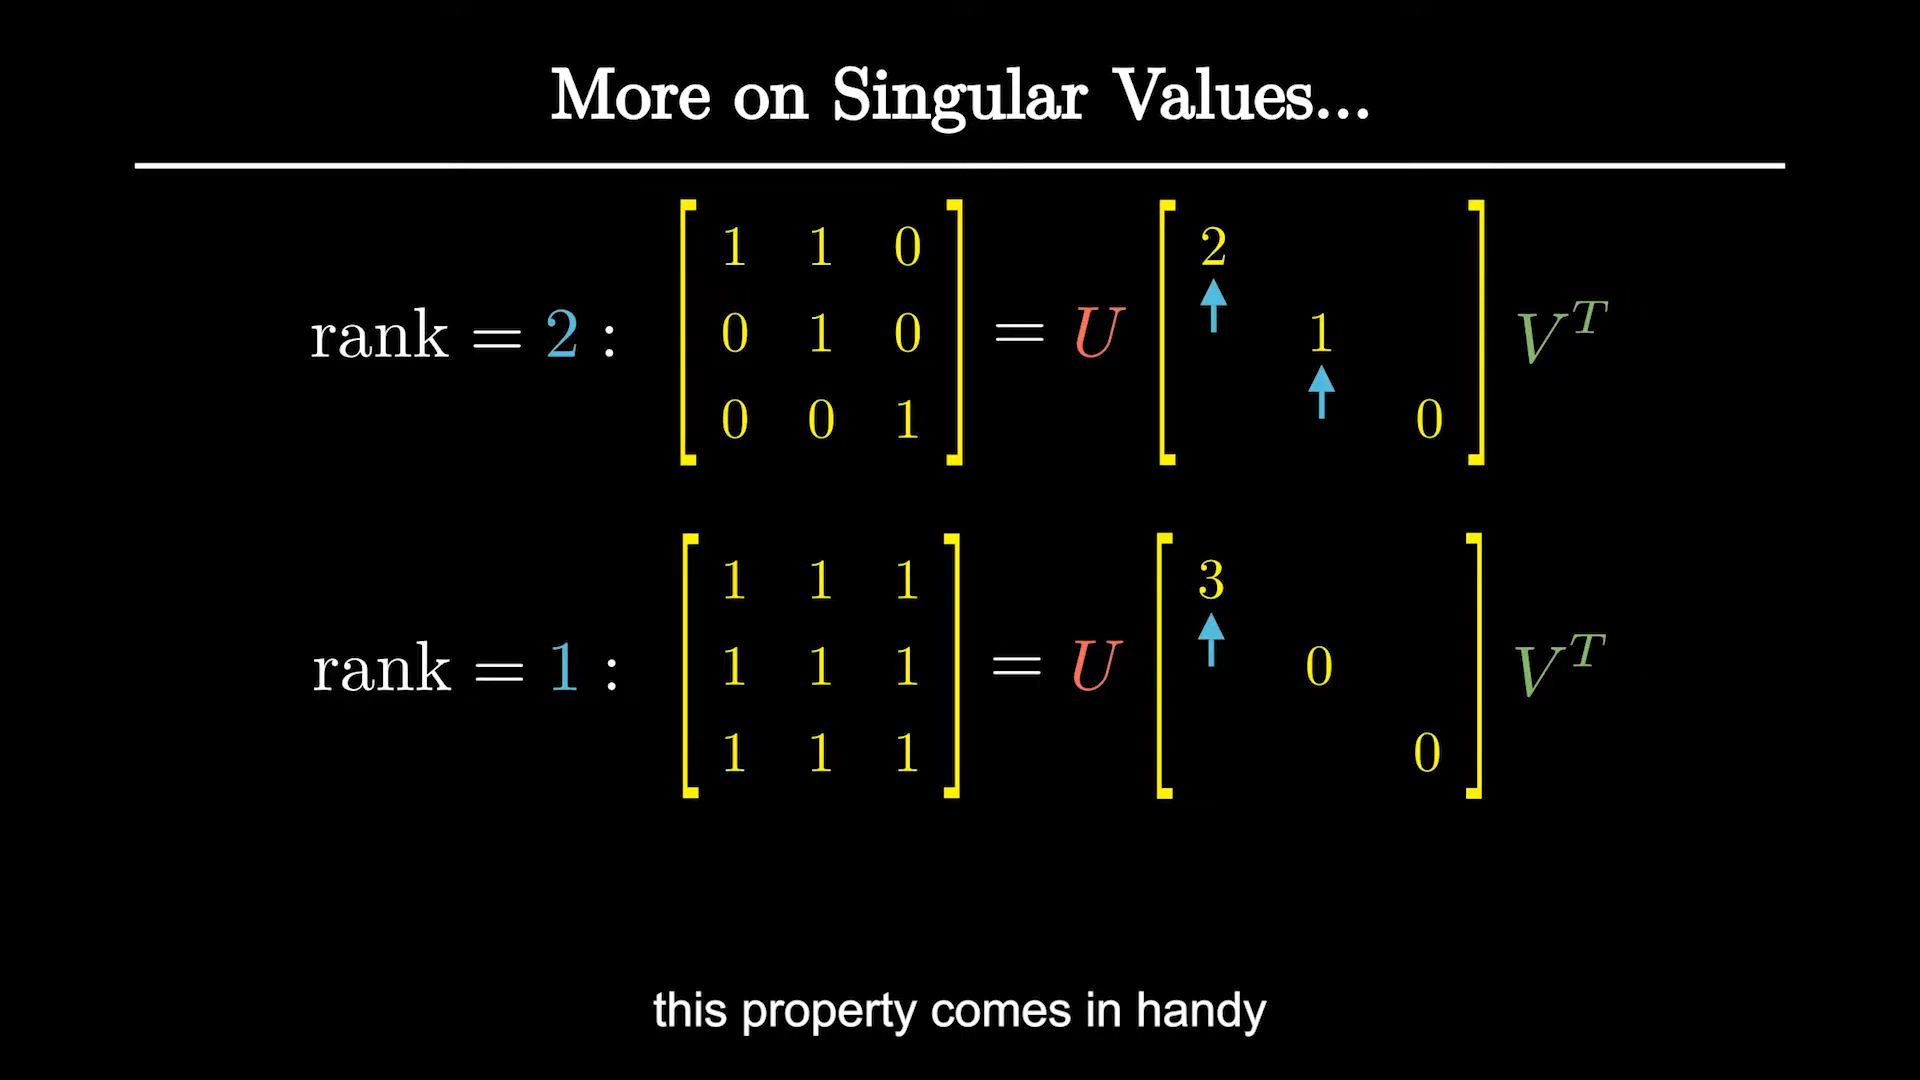 More on Singular Values...
rank = 2 : [ 1 1 0 ; 0 1 0 ; 0 0 1 ] = U [ 2 ; 1 ; 0 ] V^T
rank = 1 : [ 1 1 1 ; 1 1 1 ; 1 1 1 ] = U [ 3 ; 0 ; 0 ] V^T
this property comes in handy